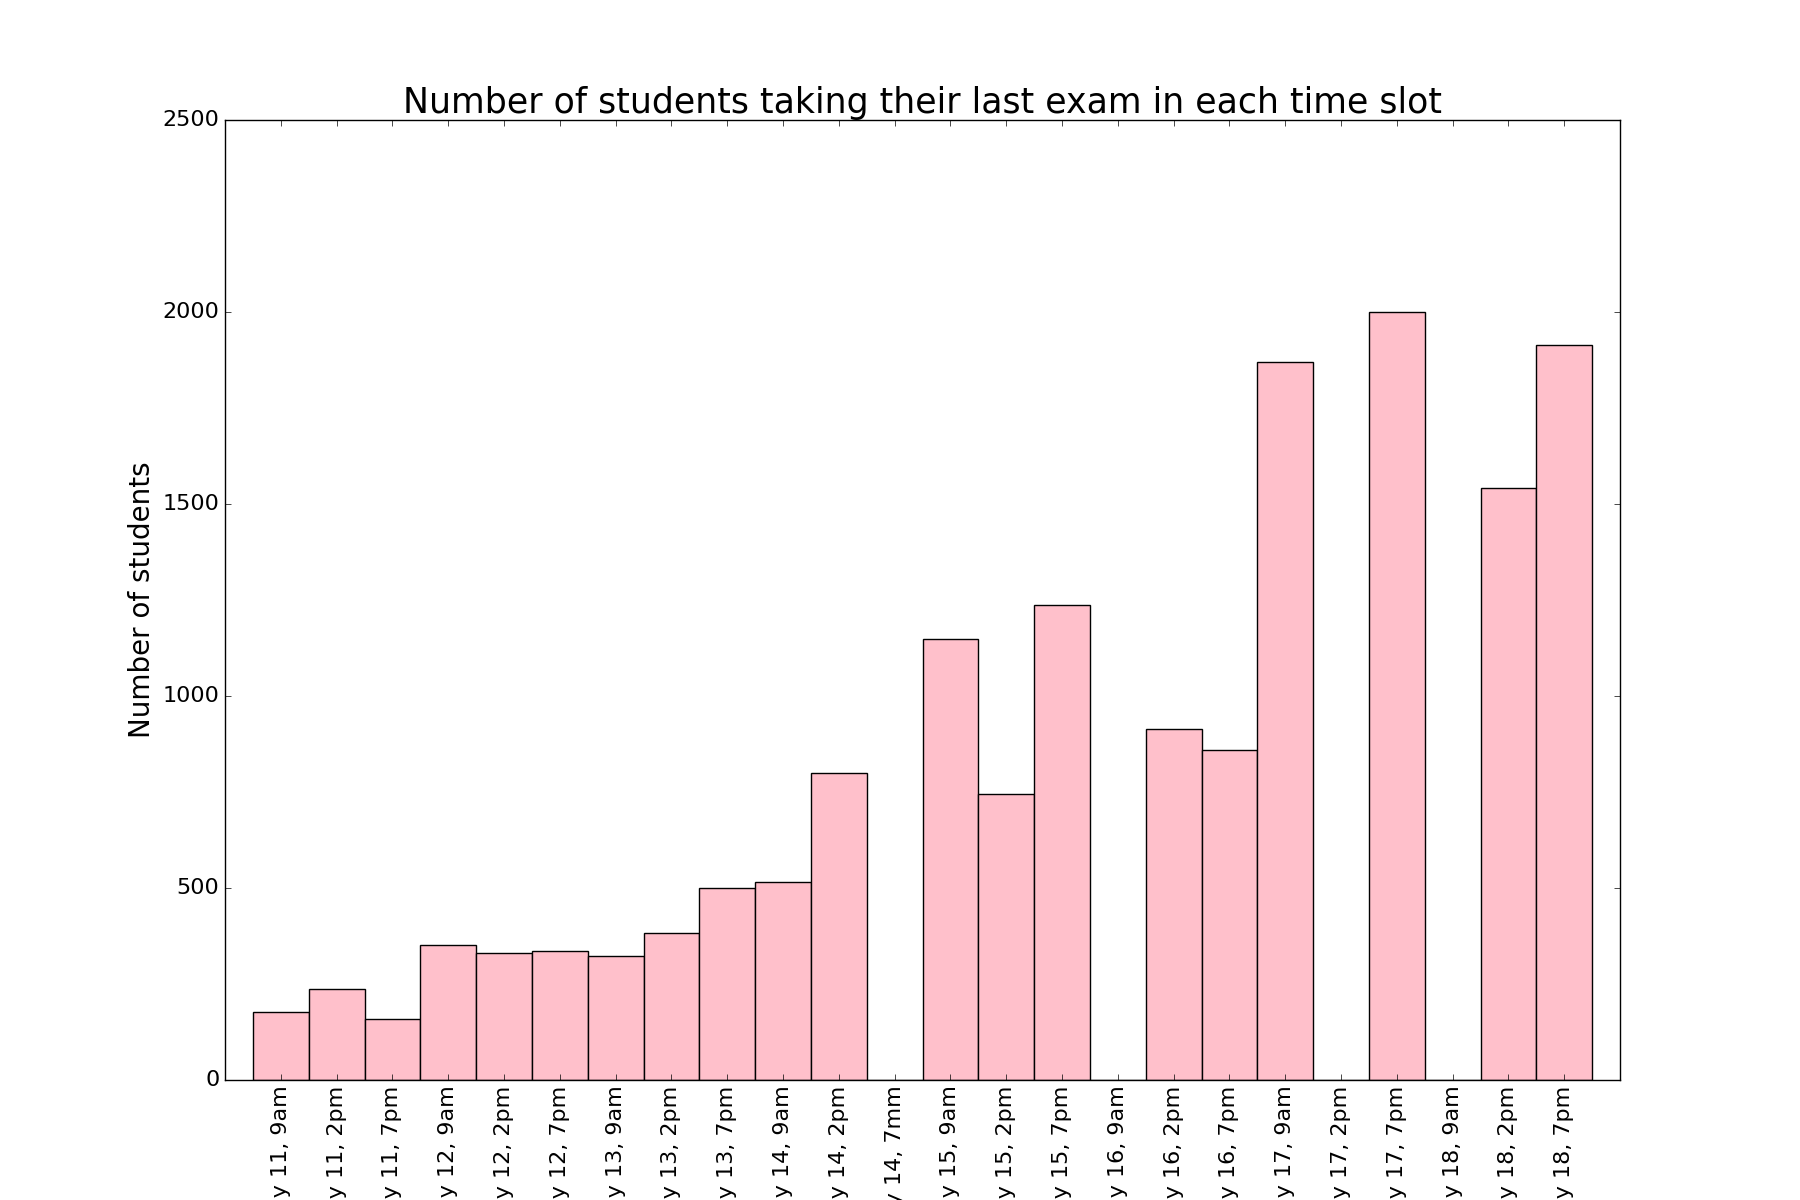 Number of students taking their last exam in each time slot
Number of students
2500
2000
1500
1000
500
0
y 11, 9am
y 11, 2pm
y 11, 7pm
y 12, 9am
y 12, 2pm
y 12, 7pm
y 13, 9am
y 13, 2pm
y 13, 7pm
y 14, 9am
y 14, 2pm
y 14, 7mm
y 15, 9am
y 15, 2pm
y 15, 7pm
y 16, 9am
y 16, 2pm
y 16, 7pm
y 17, 9am
y 17, 2pm
y 17, 7pm
y 18, 9am
y 18, 2pm
y 18, 7pm